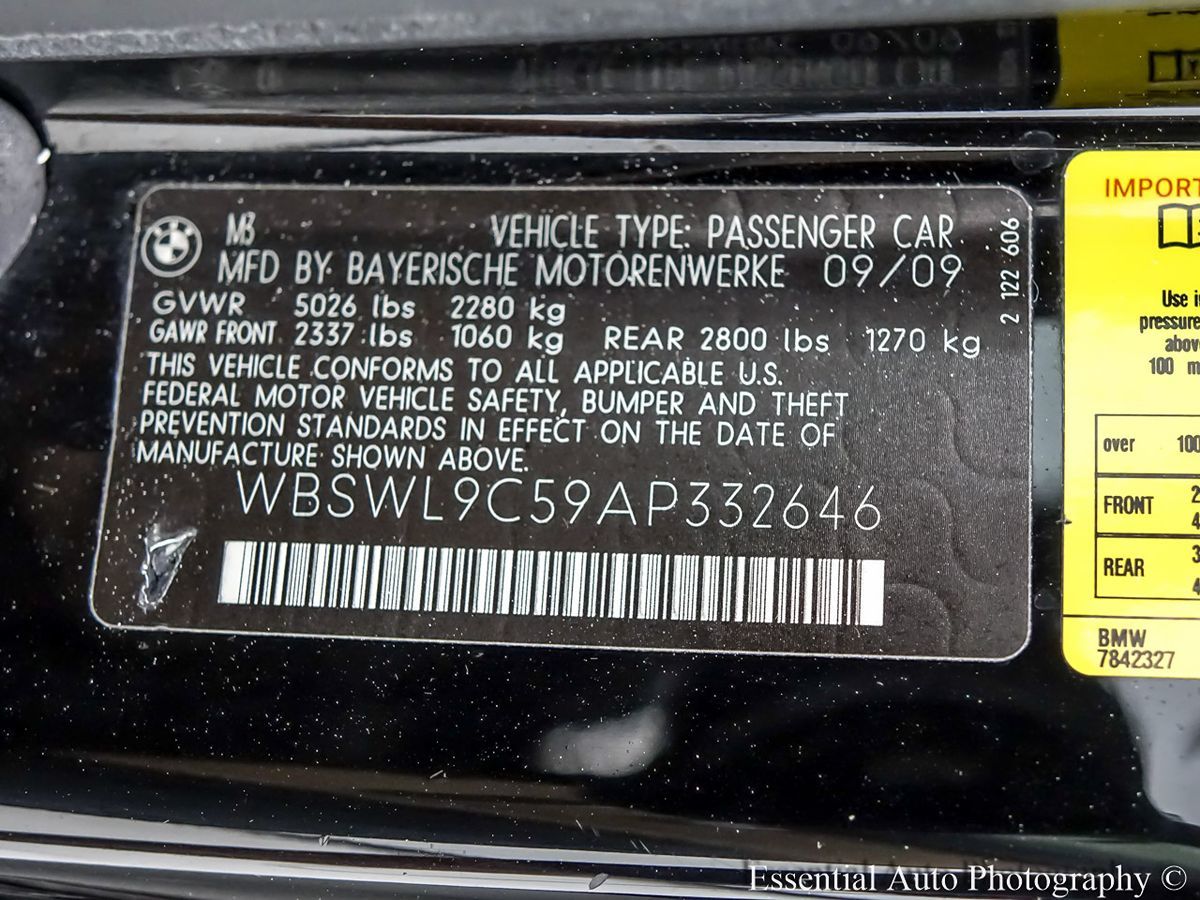 M3
VEHICLE TYPE: PASSENGER CAR
MFD BY BAYERISCHE MOTORENWERKE 09/09
GVWR 5026 lbs 2280 kg
GAWR FRONT 2337 lbs 1060 kg REAR 2800 lbs 1270 kg
THIS VEHICLE CONFORMS TO ALL APPLICABLE U.S.
FEDERAL MOTOR VEHICLE SAFETY, BUMPER AND THEFT
PREVENTION STANDARDS IN EFFECT ON THE DATE OF
MANUFACTURE SHOWN ABOVE.
WBSWL9C59AP332646
2 122 606
IMPORT
Use
pressure
above
100 m
over 100
FRONT
REAR
BMW
7842327
Essential Auto Photography ©